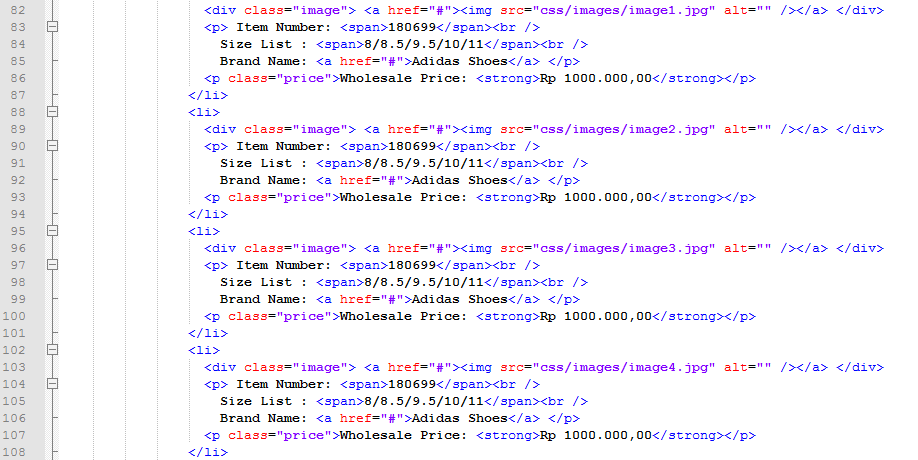 82 <div class="image"> <a href="#"><img src="css/images/image1.jpg" alt="" /></a> </div>
83 <p> Item Number: <span>180699</span><br />
84 Size List : <span>8/8.5/9.5/10/11</span><br />
85 Brand Name: <a href="#">Adidas Shoes</a> </p>
86 <p class="price">Wholesale Price: <strong>Rp 1000.000,00</strong></p>
87 </li>
88 <li>
89 <div class="image"> <a href="#"><img src="css/images/image2.jpg" alt="" /></a> </div>
90 <p> Item Number: <span>180699</span><br />
91 Size List : <span>8/8.5/9.5/10/11</span><br />
92 Brand Name: <a href="#">Adidas Shoes</a> </p>
93 <p class="price">Wholesale Price: <strong>Rp 1000.000,00</strong></p>
94 </li>
95 <li>
96 <div class="image"> <a href="#"><img src="css/images/image3.jpg" alt="" /></a> </div>
97 <p> Item Number: <span>180699</span><br />
98 Size List : <span>8/8.5/9.5/10/11</span><br />
99 Brand Name: <a href="#">Adidas Shoes</a> </p>
100 <p class="price">Wholesale Price: <strong>Rp 1000.000,00</strong></p>
101 </li>
102 <li>
103 <div class="image"> <a href="#"><img src="css/images/image4.jpg" alt="" /></a> </div>
104 <p> Item Number: <span>180699</span><br />
105 Size List : <span>8/8.5/9.5/10/11</span><br />
106 Brand Name: <a href="#">Adidas Shoes</a> </p>
107 <p class="price">Wholesale Price: <strong>Rp 1000.000,00</strong></p>
108 </li>